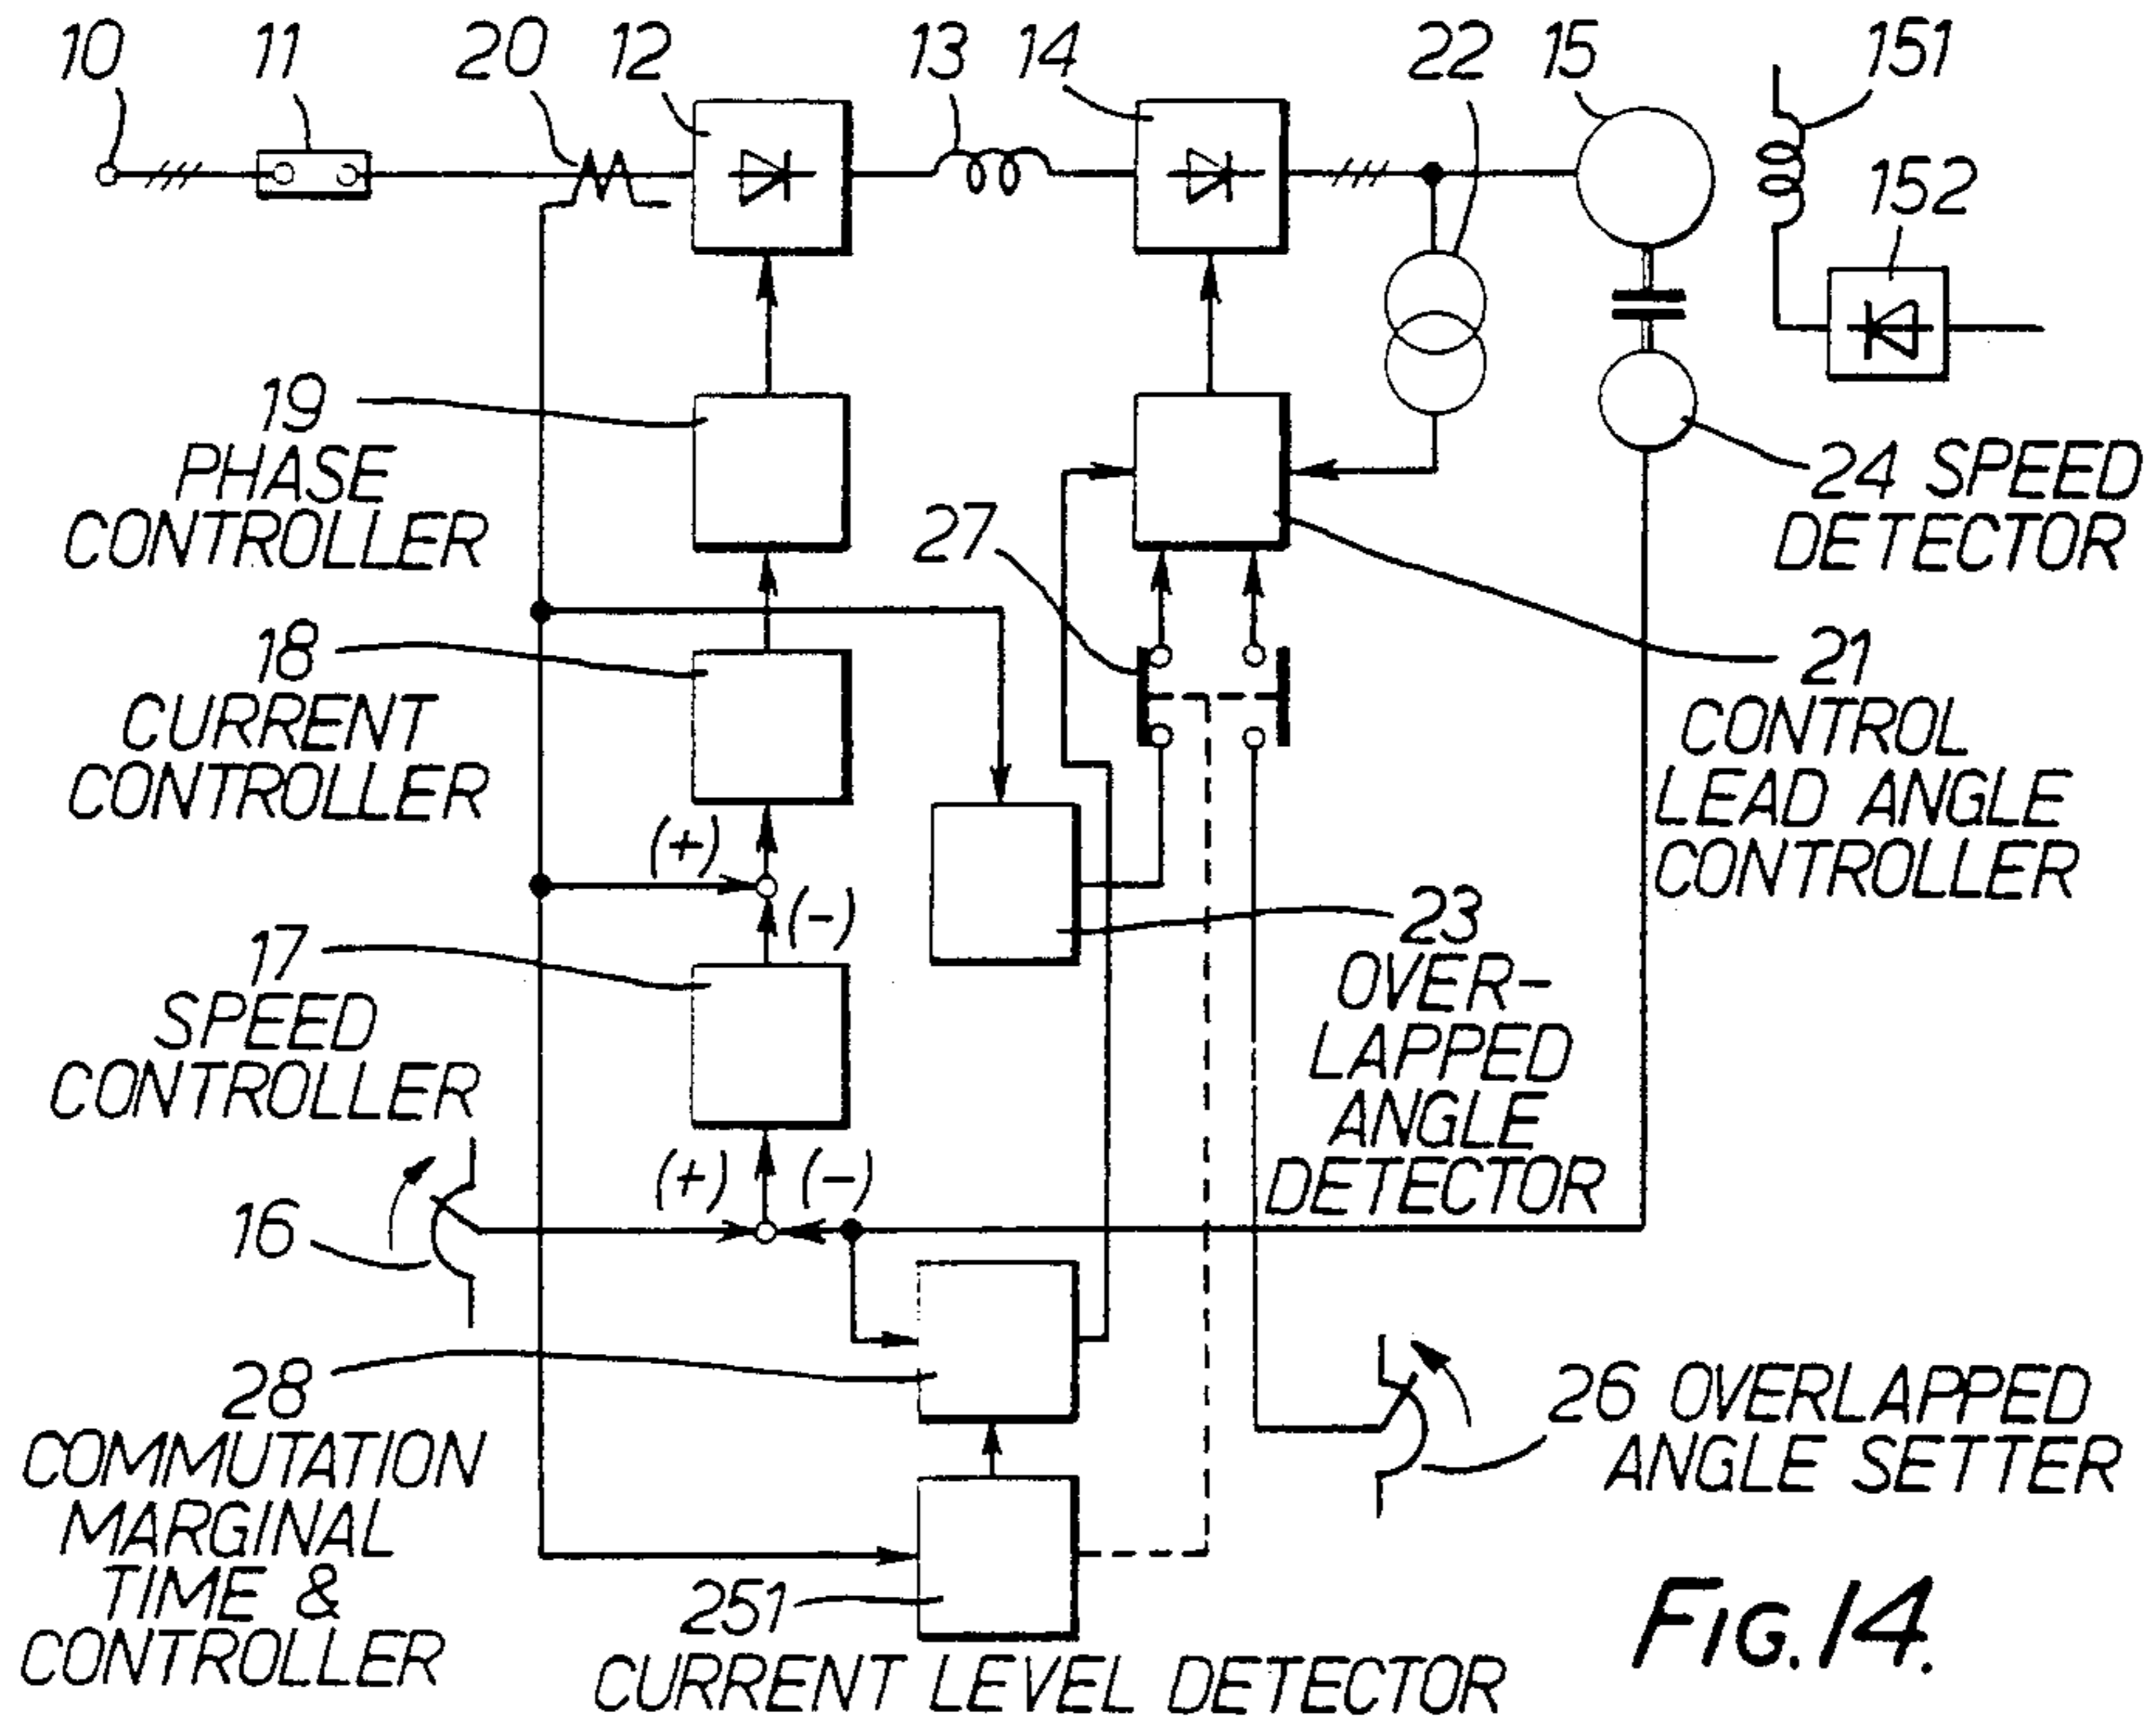 10
11
20
12
13
14
22
15
151
152
19
PHASE
CONTROLLER
24 SPEED
DETECTOR
27
18
CURRENT
CONTROLLER
21
CONTROL
LEAD ANGLE
CONTROLLER
(+)
(-)
17
SPEED
CONTROLLER
23
OVER-
LAPPED
ANGLE
DETECTOR
(+)
(-)
16
28
COMMUTATION
MARGINAL
TIME &
CONTROLLER
26 OVERLAPPED
ANGLE SETTER
251
CURRENT LEVEL DETECTOR
FIG.14.